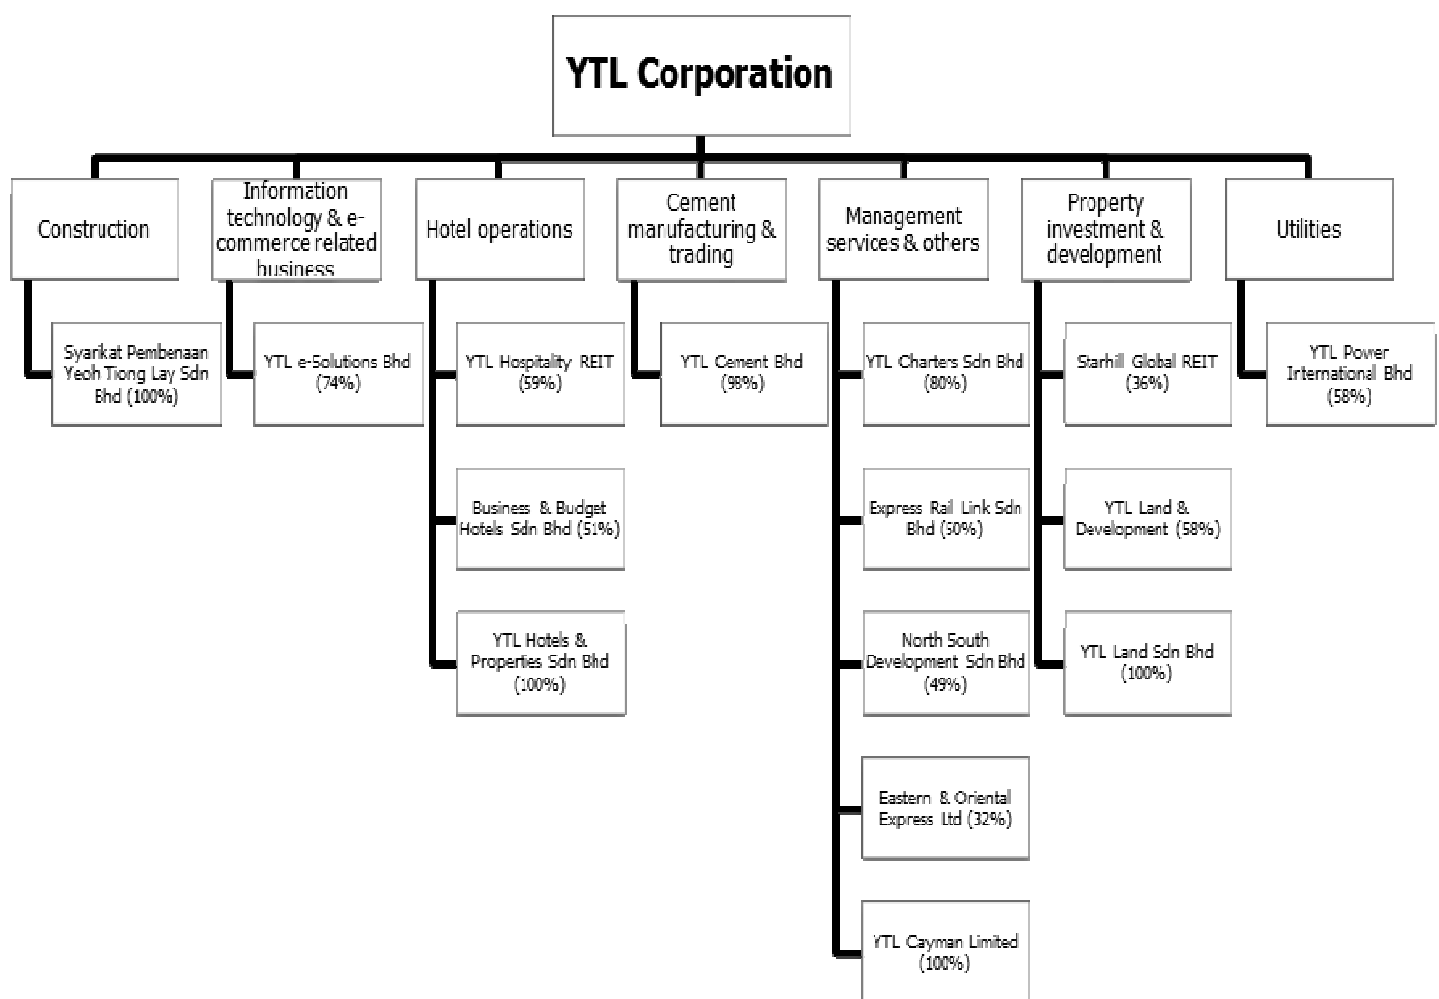 YTL Corporation
Construction
Information
technology & e-
commerce related
business
Hotel operations
Cement
manufacturing &
trading
Management
services & others
Property
investment &
development
Utilities
Syarikat Pembenaan
Yeoh Tiong Lay Sdn
Bhd (100%)
YTL e-Solutions Bhd
(74%)
YTL Hospitality REIT
(59%)
YTL Cement Bhd
(98%)
YTL Charters Sdn Bhd
(80%)
Starhill Global REIT
(36%)
YTL Power
International Bhd
(58%)
Business & Budget
Hotels Sdn Bhd (51%)
Express Rail Link Sdn
Bhd (50%)
YTL Land &
Development (58%)
YTL Hotels &
Properties Sdn Bhd
(100%)
North South
Development Sdn Bhd
(49%)
YTL Land Sdn Bhd
(100%)
Eastern & Oriental
Express Ltd (32%)
YTL Cayman Limited
(100%)